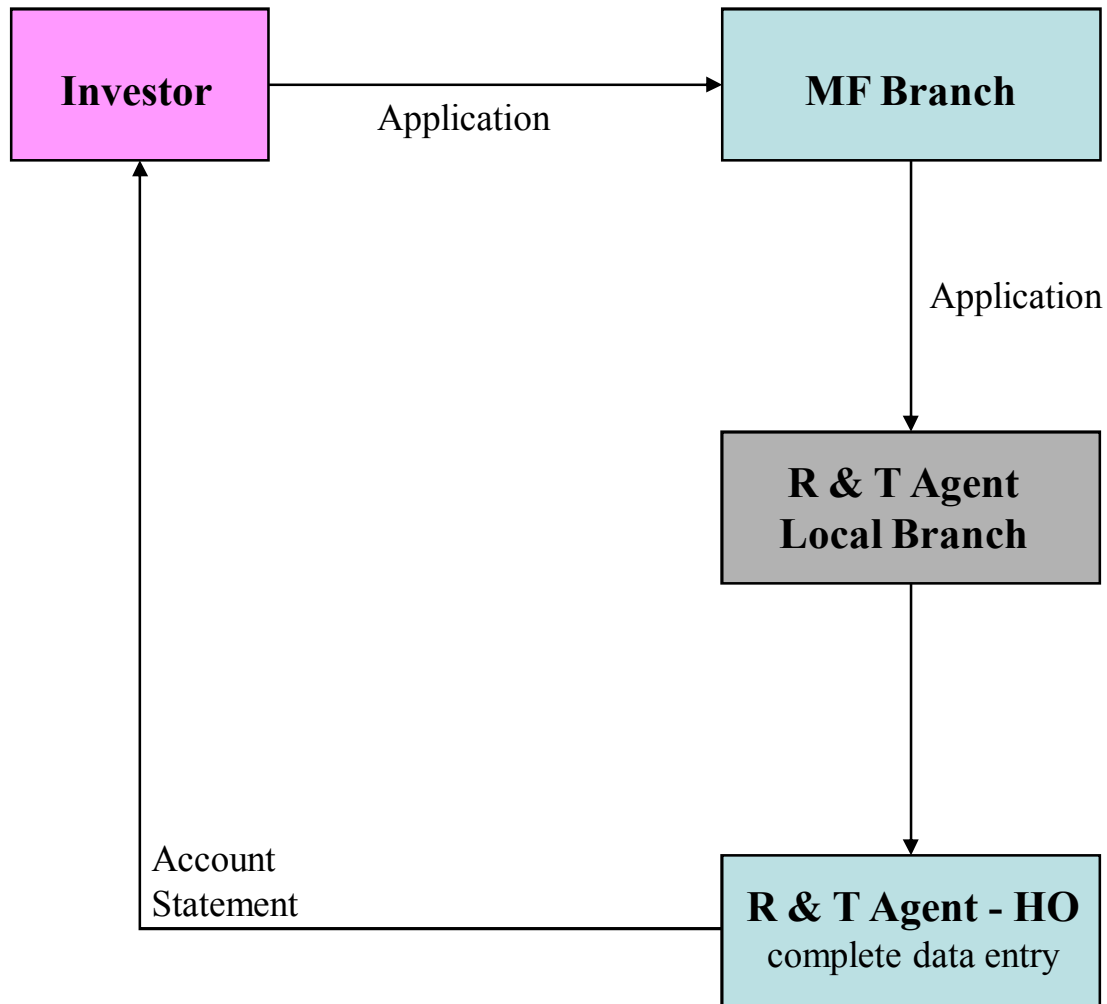 Investor
MF Branch
Application
Application
R & T Agent
Local Branch
Account
Statement
R & T Agent - HO
complete data entry